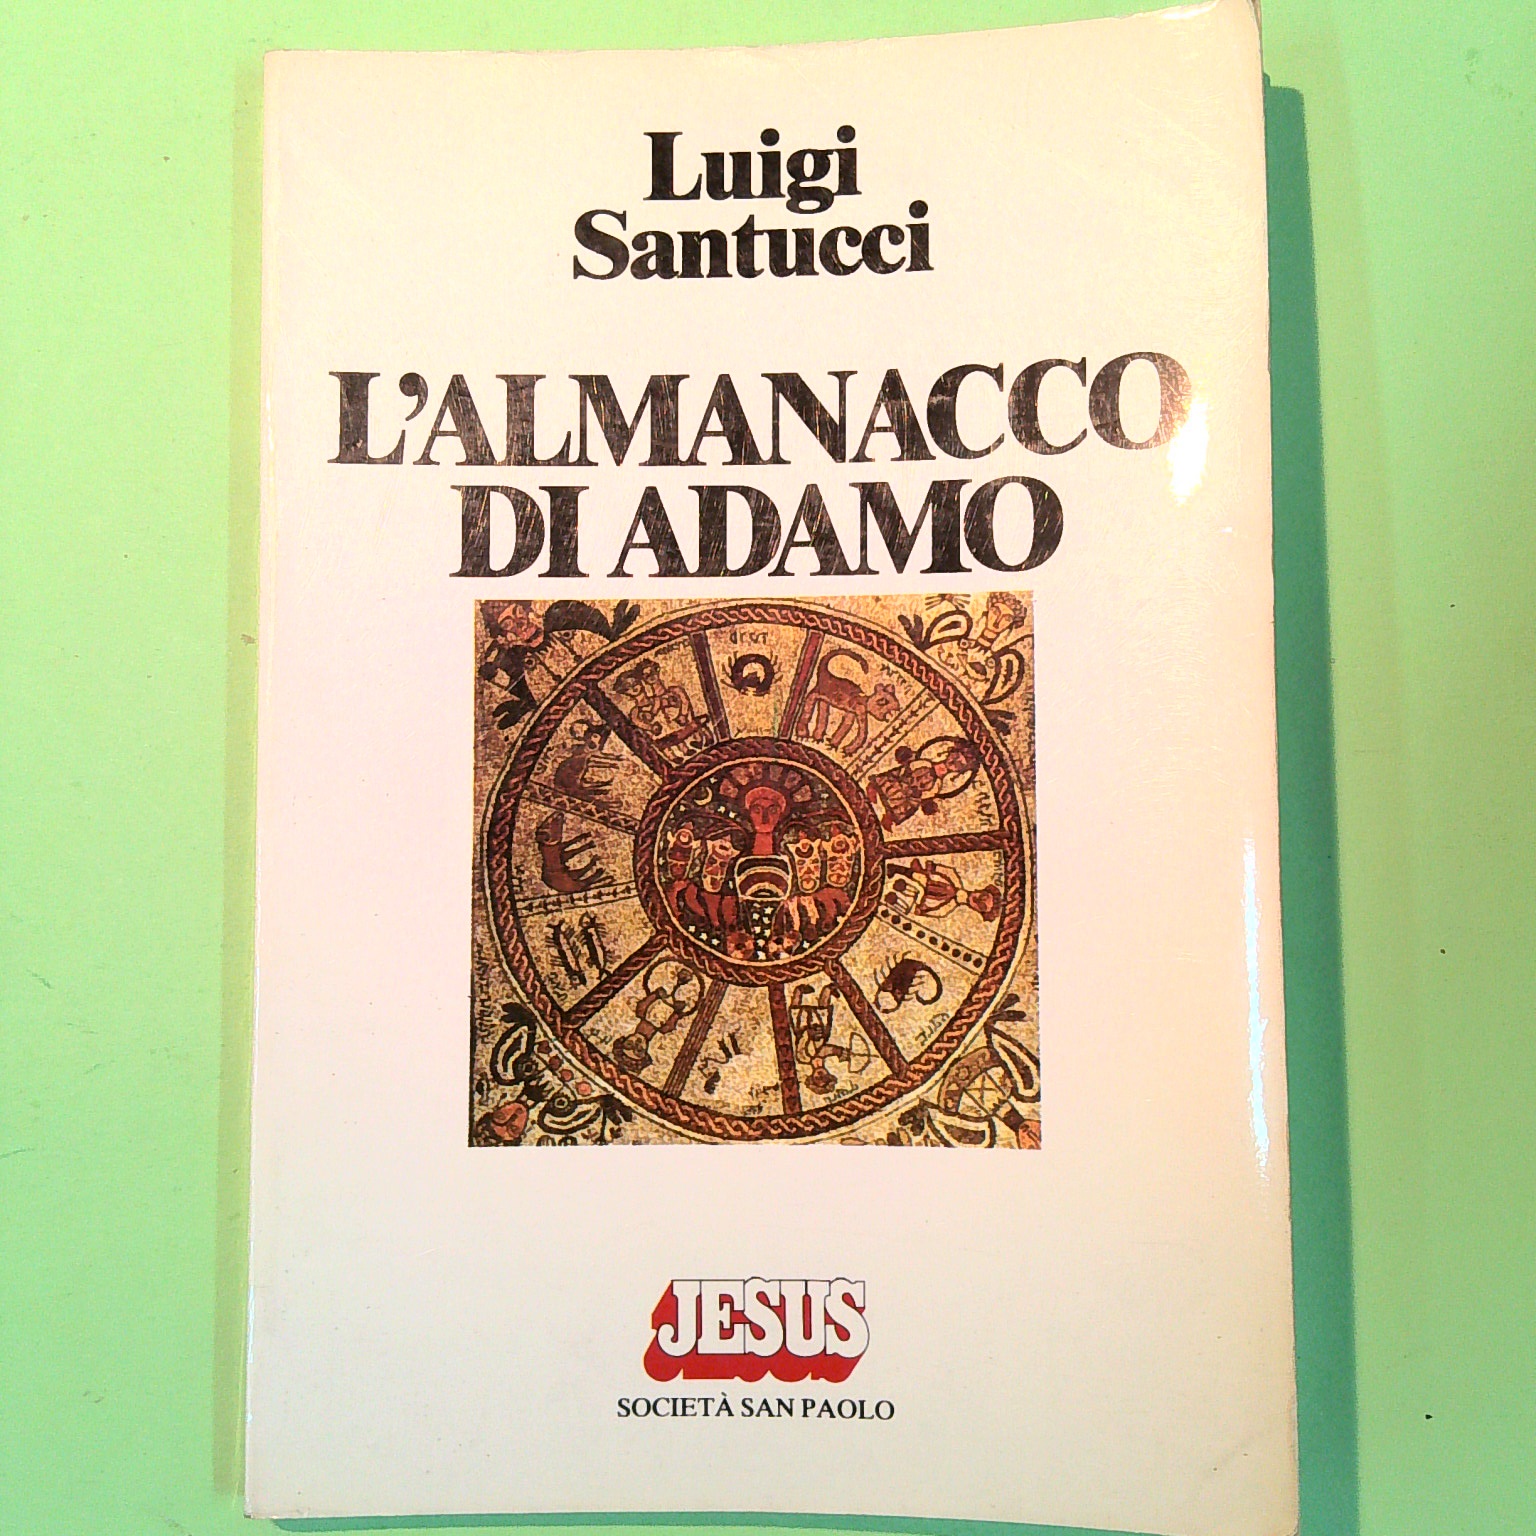 Luigi
Santucci
L'ALMANACCO
DI ADAMO
JESUS
SOCIETÀ SAN PAOLO